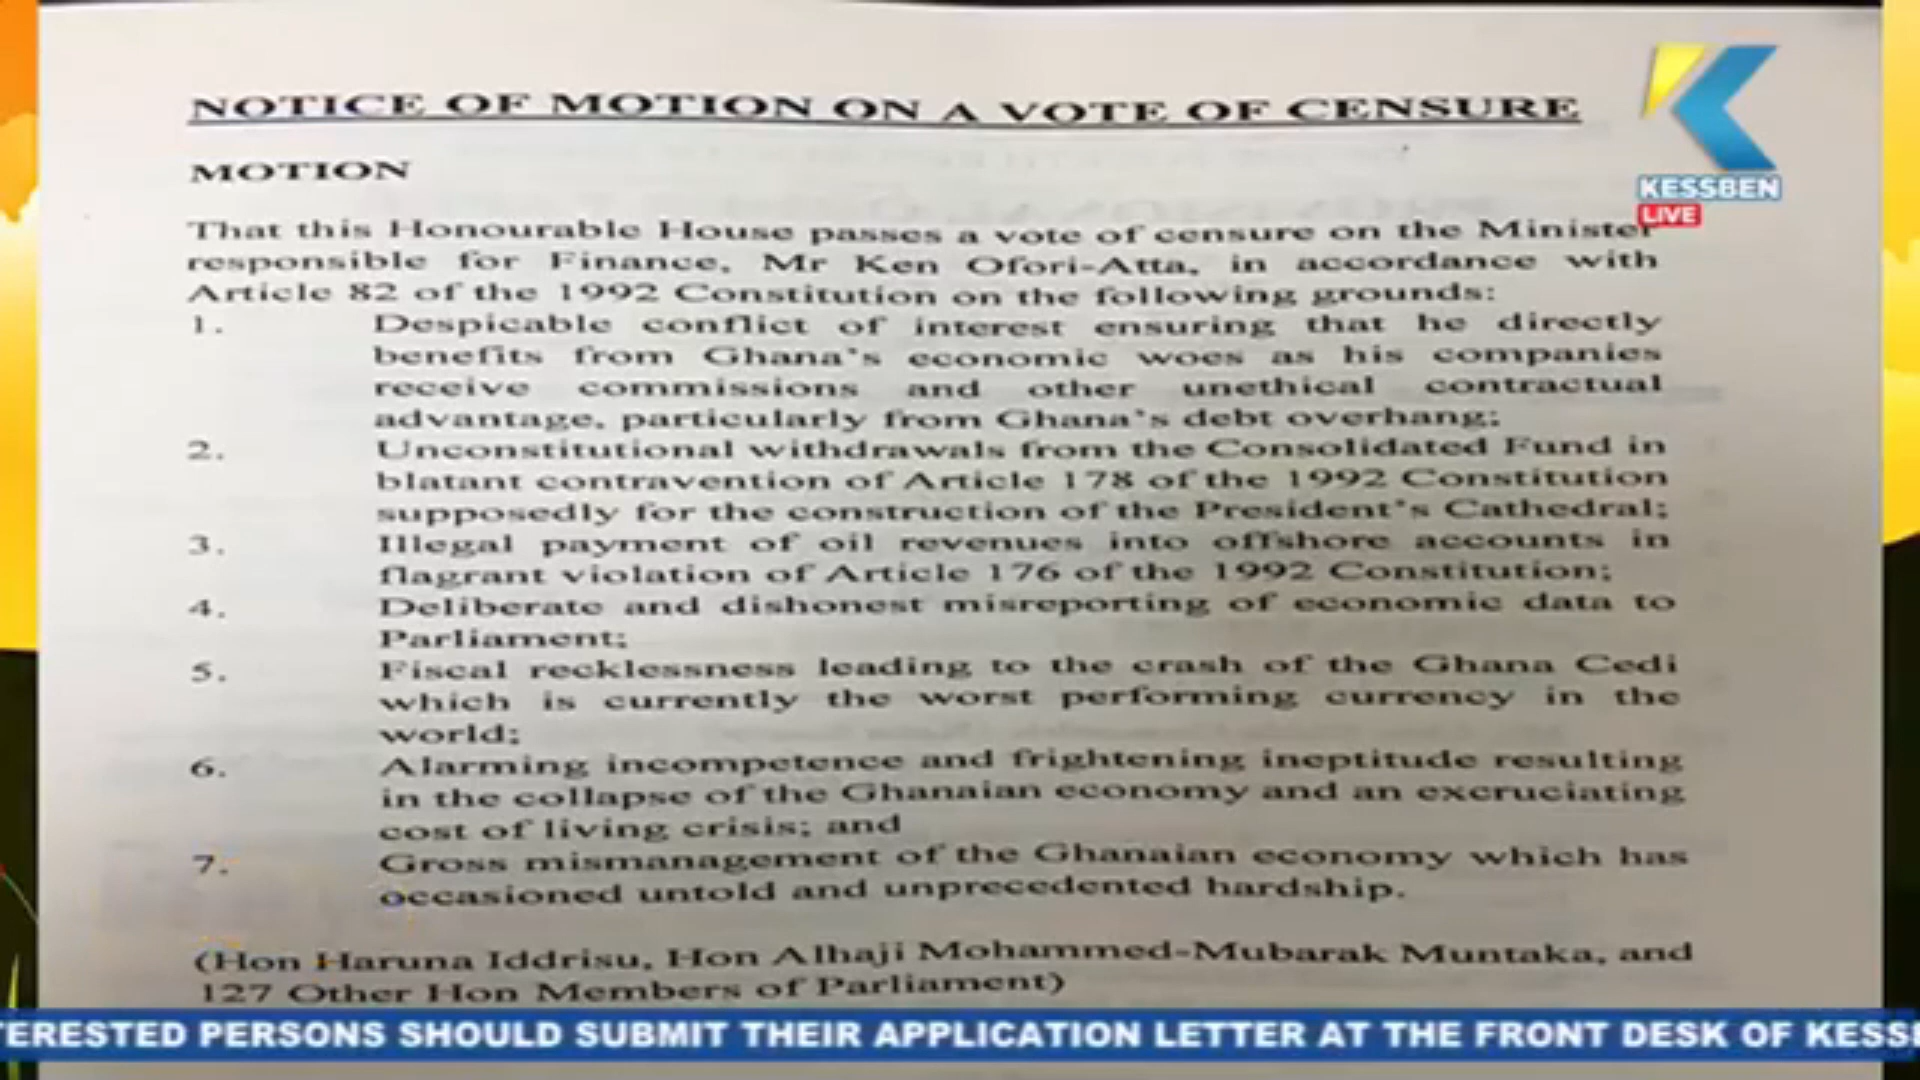 NOTICE OF MOTION ON A VOTE OF CENSURE
KESSBEN
LIVE
MOTION
That this Honourable House passes a vote of censure on the Minister
responsible for Finance, Mr Ken Ofori-Atta, in accordance with
Article 82 of the 1992 Constitution on the following grounds:
1. Despicable conflict of interest ensuring that he directly
benefits from Ghana's economic woes as his companies
receive commissions and other unethical contractual
advantage, particularly from Ghana's debt overhang;
2. Unconstitutional withdrawals from the Consolidated Fund in
blatant contravention of Article 178 of the 1992 Constitution
supposedly for the construction of the President's Cathedral;
3. Illegal payment of oil revenues into offshore accounts in
flagrant violation of Article 176 of the 1992 Constitution;
4. Deliberate and dishonest misreporting of economic data to
Parliament;
5. Fiscal recklessness leading to the crash of the Ghana Cedi
which is currently the worst performing currency in the
world;
6. Alarming incompetence and frightening ineptitude resulting
in the collapse of the Ghanaian economy and an excruciating
cost of living crisis; and
7. Gross mismanagement of the Ghanaian economy which has
occasioned untold and unprecedented hardship.
(Hon Haruna Iddrisu, Hon Alhaji Mohammed-Mubarak Muntaka, and
127 Other Hon Members of Parliament)
TERESTED PERSONS SHOULD SUBMIT THEIR APPLICATION LETTER AT THE FRONT DESK OF KESS